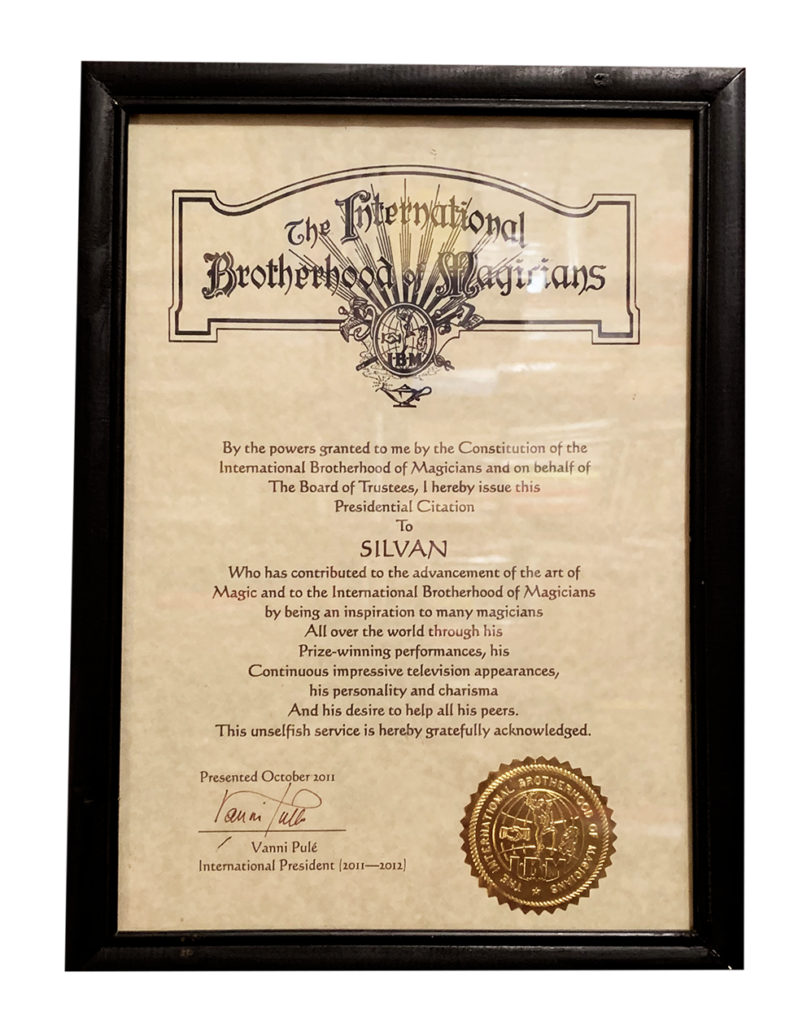 The International
Brotherhood of Magicians
IBM
By the powers granted to me by the Constitution of the
International Brotherhood of Magicians and on behalf of
The Board of Trustees, I hereby issue this
Presidential Citation
To
SILVAN
Who has contributed to the advancement of the art of
Magic and to the International Brotherhood of Magicians
by being an inspiration to many magicians
All over the world through his
Prize-winning performances, his
Continuous impressive television appearances,
his personality and charisma
And his desire to help all his peers.
This unselfish service is hereby gratefully acknowledged.
Presented October 2011
Vanni Pulé
Vanni Pulé
International President (2011—2012)
THE INTERNATIONAL BROTHERHOOD OF MAGICIANS
IBM